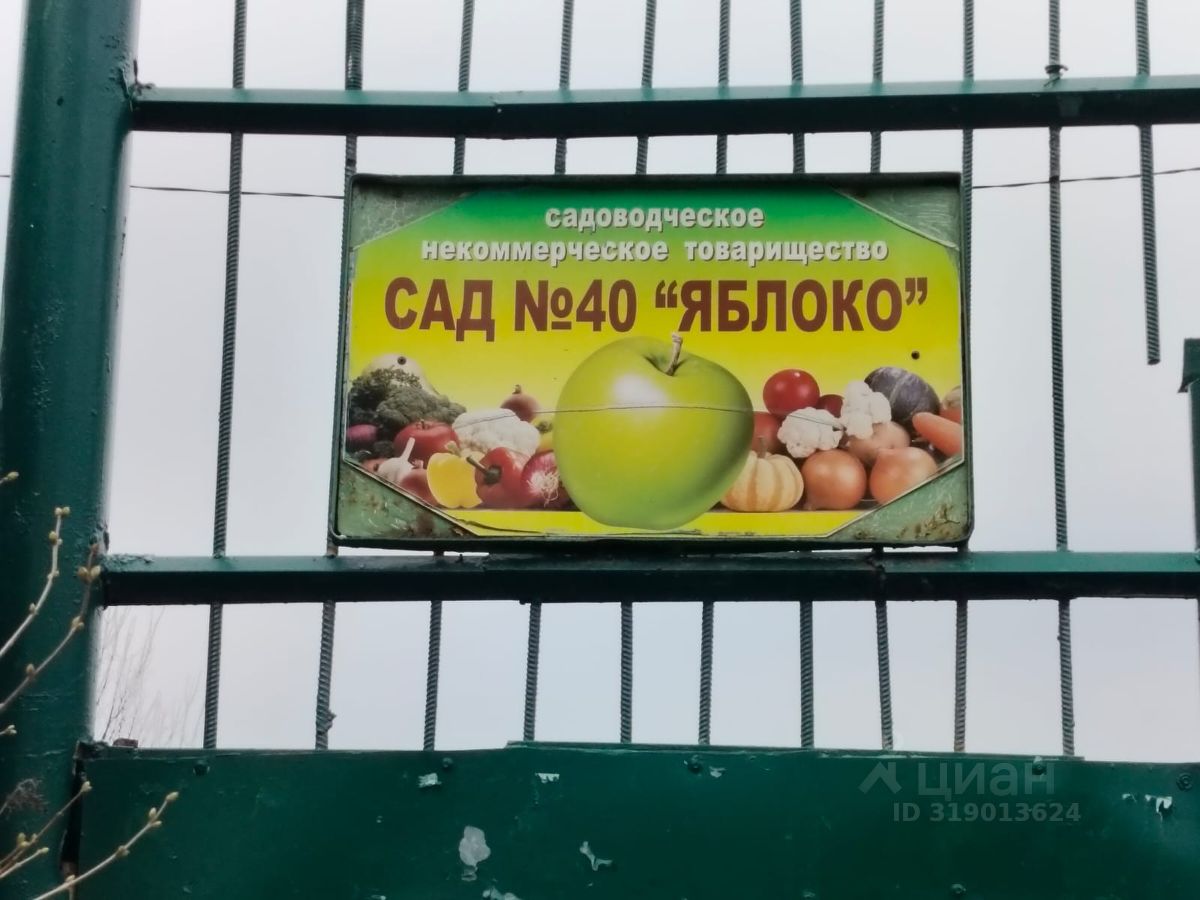 садоводческое
некоммерческое товарищество
САД №40 “ЯБЛОКО”
циан
ID 319013624